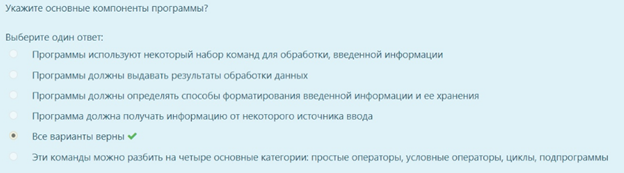 Укажите основные компоненты программы?
Выберите один ответ:
Программы используют некоторый набор команд для обработки, введенной информации
Программы должны выдавать результаты обработки данных
Программы должны определять способы форматирования введенной информации и ее хранения
Программа должна получать информацию от некоторого источника ввода
Все варианты верны
Эти команды можно разбить на четыре основные категории: простые операторы, условные операторы, циклы, подпрограммы